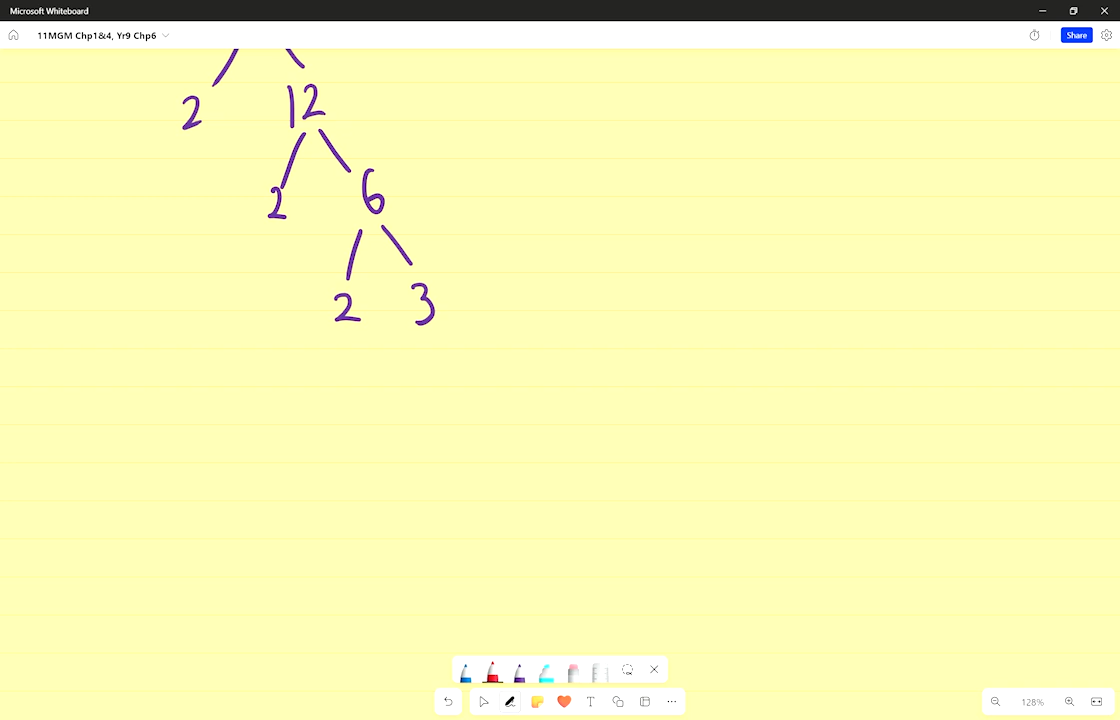 Microsoft Whiteboard
11MGM Chp1&4, Yr9 Chp6
Share
2 12
2 6
2 3
T
128%